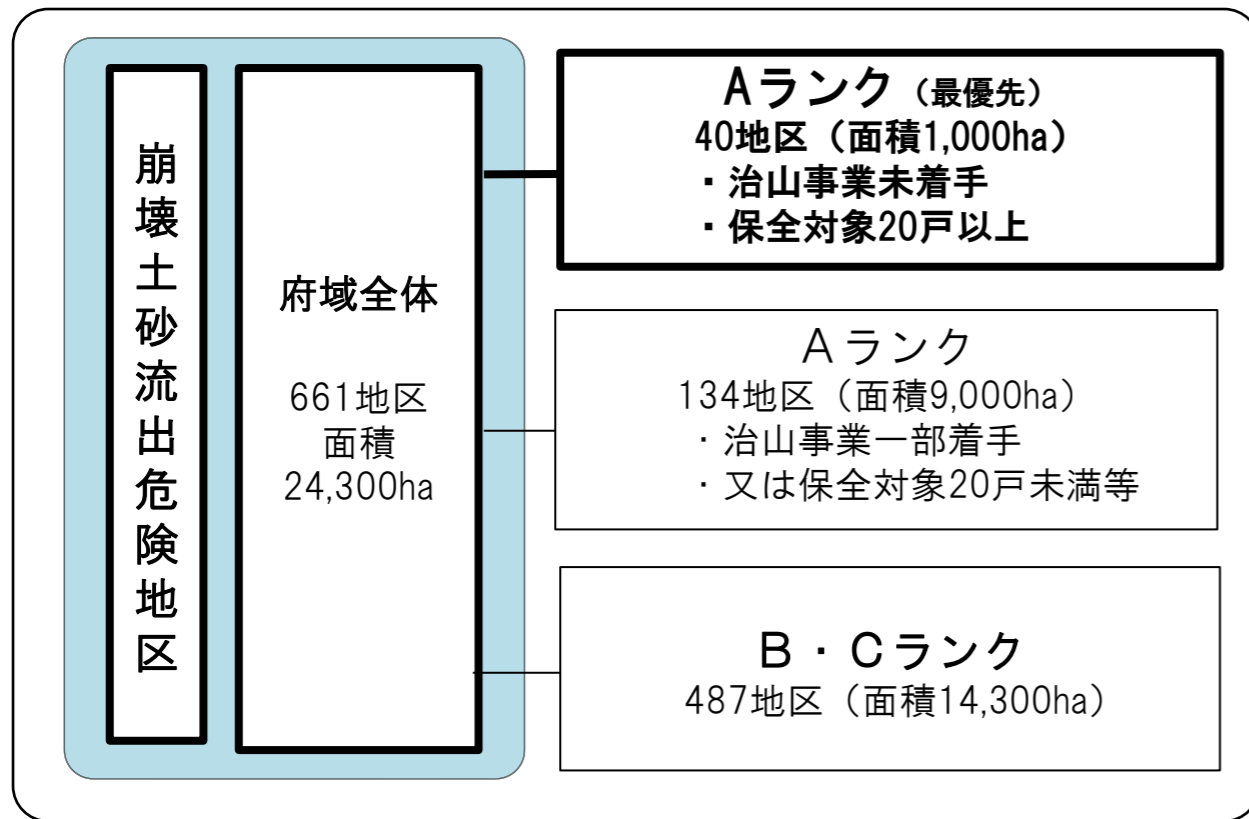 崩壊土砂流出危険地区
府域全体
661地区
面積
24,300ha
Aランク（最優先）
40地区（面積1,000ha）
・治山事業未着手
・保全対象20戸以上
Aランク
134地区（面積9,000ha）
・治山事業一部着手
・又は保全対象20戸未満等
B・Cランク
487地区（面積14,300ha）